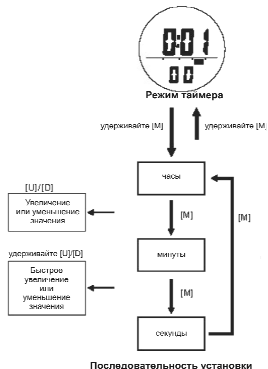 0:01
00
Режим таймера
удерживайте [M]
удерживайте [M]
часы
[U]/[D]
Увеличение
или уменьшение
значения
[M]
[M]
удерживайте [U]/[D]
минуты
Быстрое
увеличение
или
уменьшение
значения
[M]
секунды
Последовательность установки